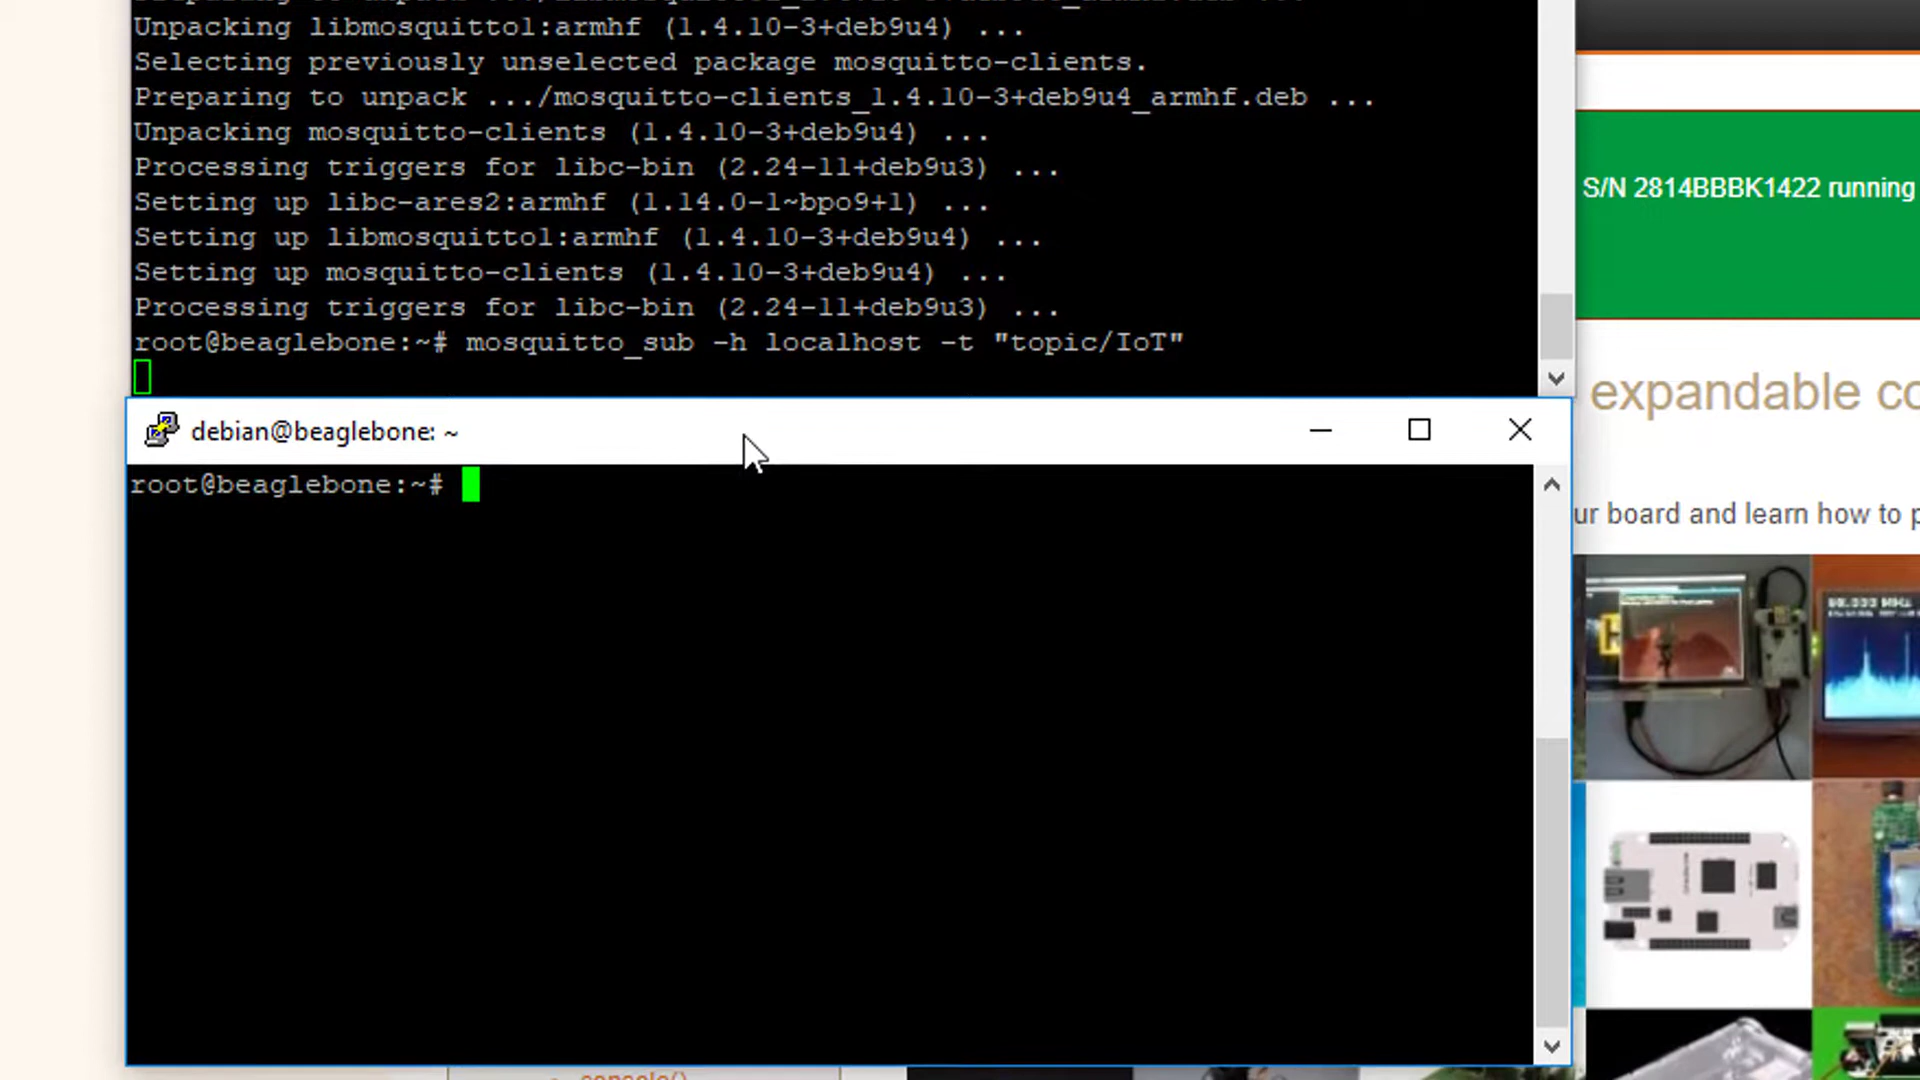 Unpacking libmosquitto1:armhf (1.4.10-3+deb9u4) ...
Selecting previously unselected package mosquitto-clients.
Preparing to unpack .../mosquitto-clients_1.4.10-3+deb9u4_armhf.deb ...
Unpacking mosquitto-clients (1.4.10-3+deb9u4) ...
Processing triggers for libc-bin (2.24-11+deb9u3) ...
Setting up libc-ares2:armhf (1.14.0-1~bpo9+1) ...
Setting up libmosquitto1:armhf (1.4.10-3+deb9u4) ...
Setting up mosquitto-clients (1.4.10-3+deb9u4) ...
Processing triggers for libc-bin (2.24-11+deb9u3) ...
root@beaglebone:~# mosquitto_sub -h localhost -t "topic/IoT"
debian@beaglebone: ~
root@beaglebone:~#
S/N 2814BBBK1422 running
expandable co
ur board and learn how to p
console()